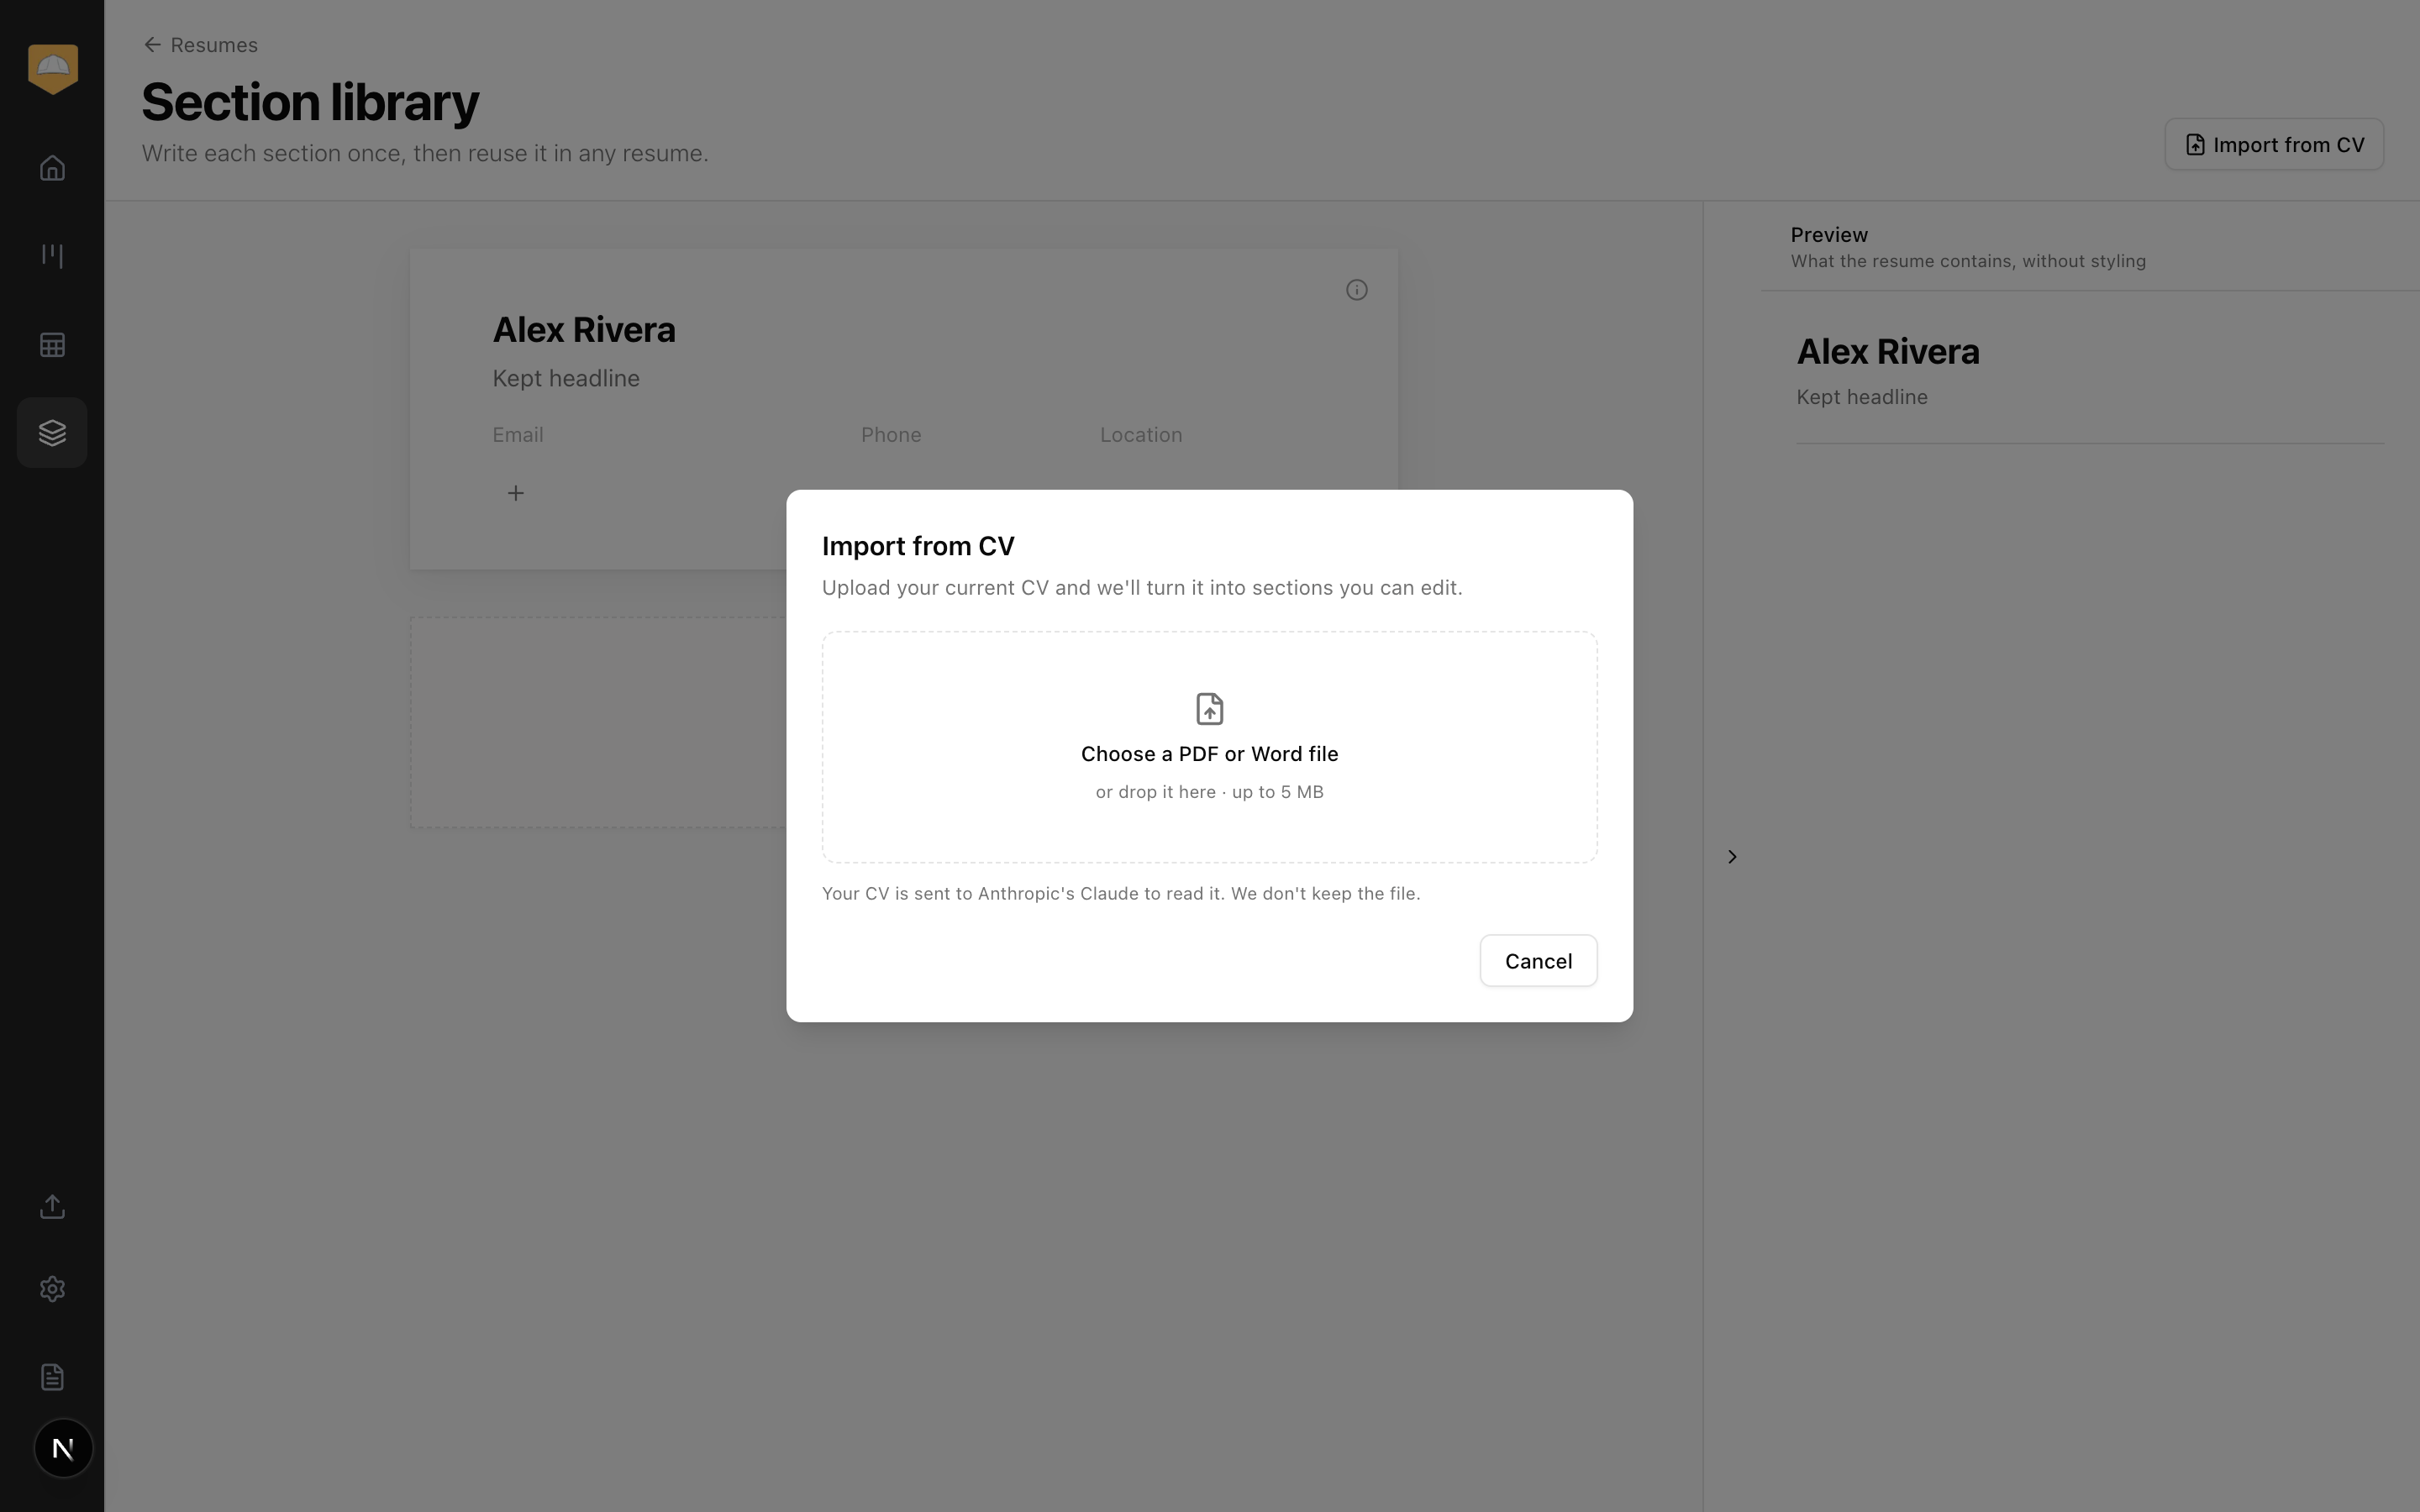 Resumes
Section library
Write each section once, then reuse it in any resume.
Import from CV
Alex Rivera
Kept headline
Email
Phone
Location
Preview
What the resume contains, without styling
Alex Rivera
Kept headline
Import from CV
Upload your current CV and we'll turn it into sections you can edit.
Choose a PDF or Word file
or drop it here · up to 5 MB
Your CV is sent to Anthropic's Claude to read it. We don't keep the file.
Cancel
N